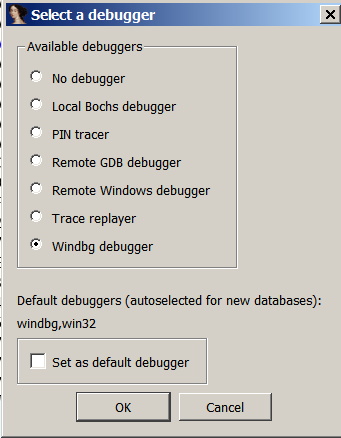 Select a debugger
Available debuggers
No debugger
Local Bochs debugger
PIN tracer
Remote GDB debugger
Remote Windows debugger
Trace replayer
Windbg debugger
Default debuggers (autoselected for new databases):
windbg,win32
Set as default debugger
OK
Cancel